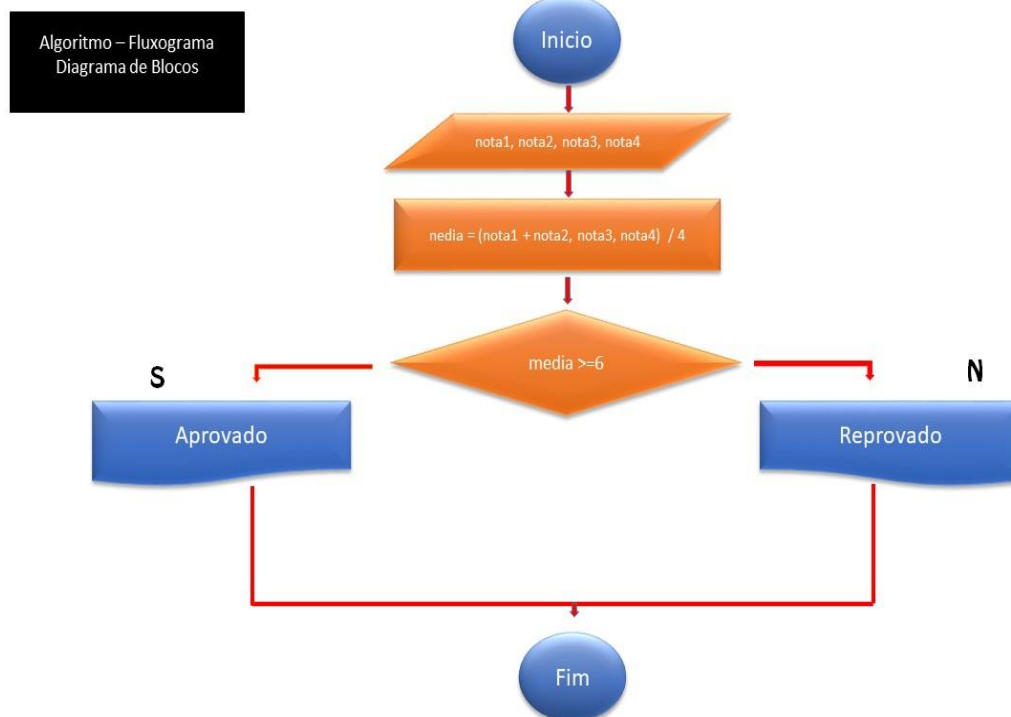 Algoritmo – Fluxograma
Diagrama de Blocos
Inicio
nota1, nota2, nota3, nota4
nedia = (nota1 + nota2, nota3, nota4) / 4
media >=6
S
N
Aprovado
Reprovado
Fim